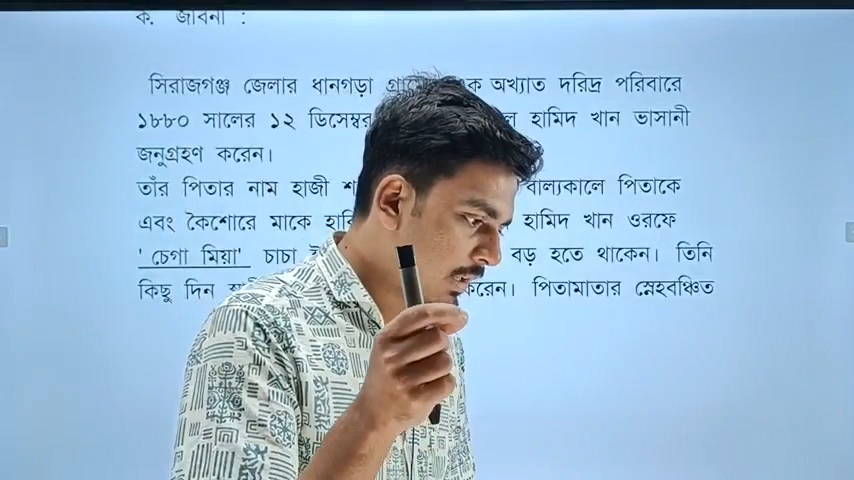 ক. জীবনী :
সিরাজগঞ্জ জেলার ধানগড়া অখ্যাত দরিদ্র পরিবারে
১৮৮০ সালের ১২ ডিসেম্বর হামিদ খান ভাসানী
জন্মগ্রহণ করেন।
তাঁর পিতার নাম হাজী বাল্যকালে পিতাকে
এবং কৈশোরে মাকে হামিদ খান ওরফে
'চেগা মিয়া' চাচা বড় হতে থাকেন। তিনি
কিছু দিন করেন। পিতামাতার স্নেহবঞ্চিত